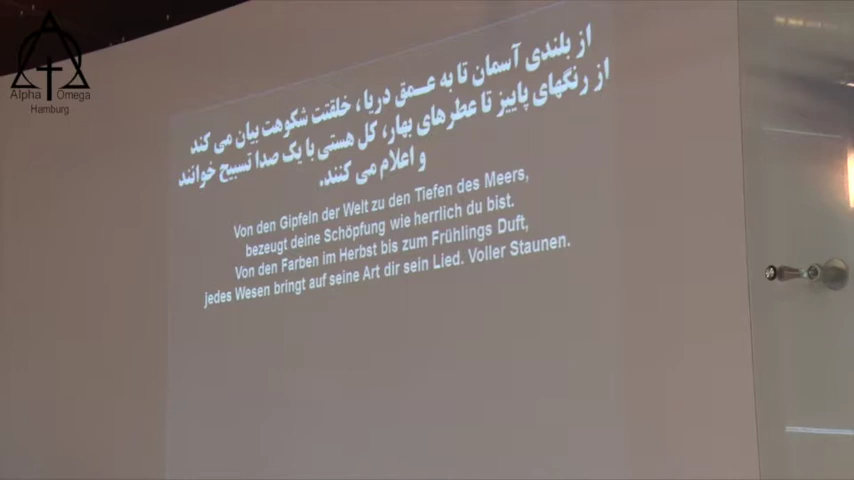 Alpha Omega
Hamburg
از بلندی آسمان تا به عـــمق دریا ، خلقتت شکوهت بیان می کند
از رنگهای پاییز تا عطرهای بهار، کل هستی با یک صدا تسبیح خوانند
و اعلام می کنند.
Von den Gipfeln der Welt zu den Tiefen des Meers,
bezeugt deine Schöpfung wie herrlich du bist.
Von den Farben im Herbst bis zum Frühlings Duft,
jedes Wesen bringt auf seine Art dir sein Lied. Voller Staunen.